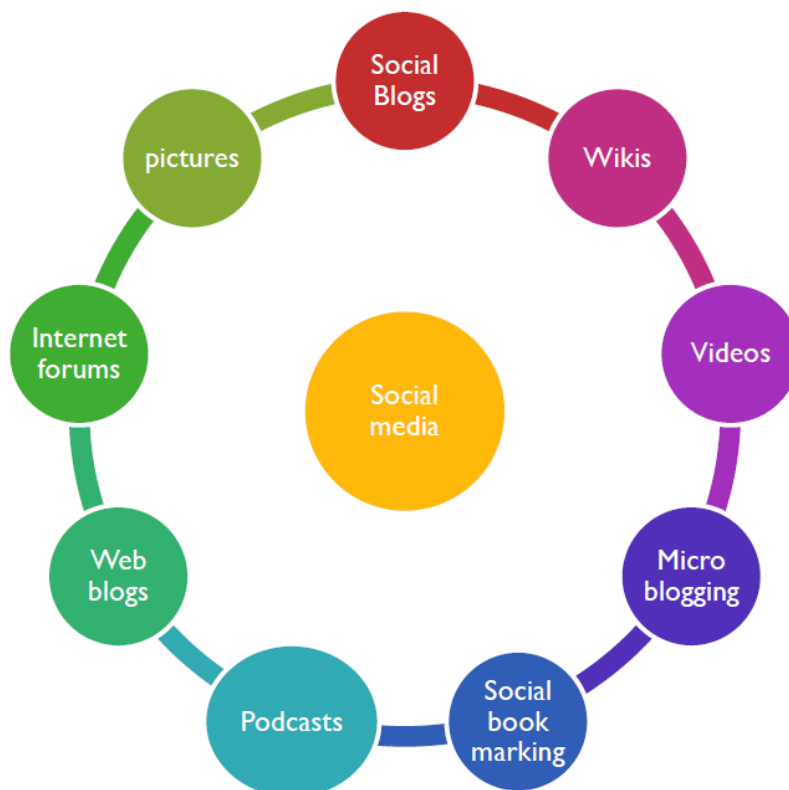 Social
Blogs
Wikis
Videos
Micro
blogging
Social
book
marking
Podcasts
Web
blogs
Internet
forums
pictures
Social
media